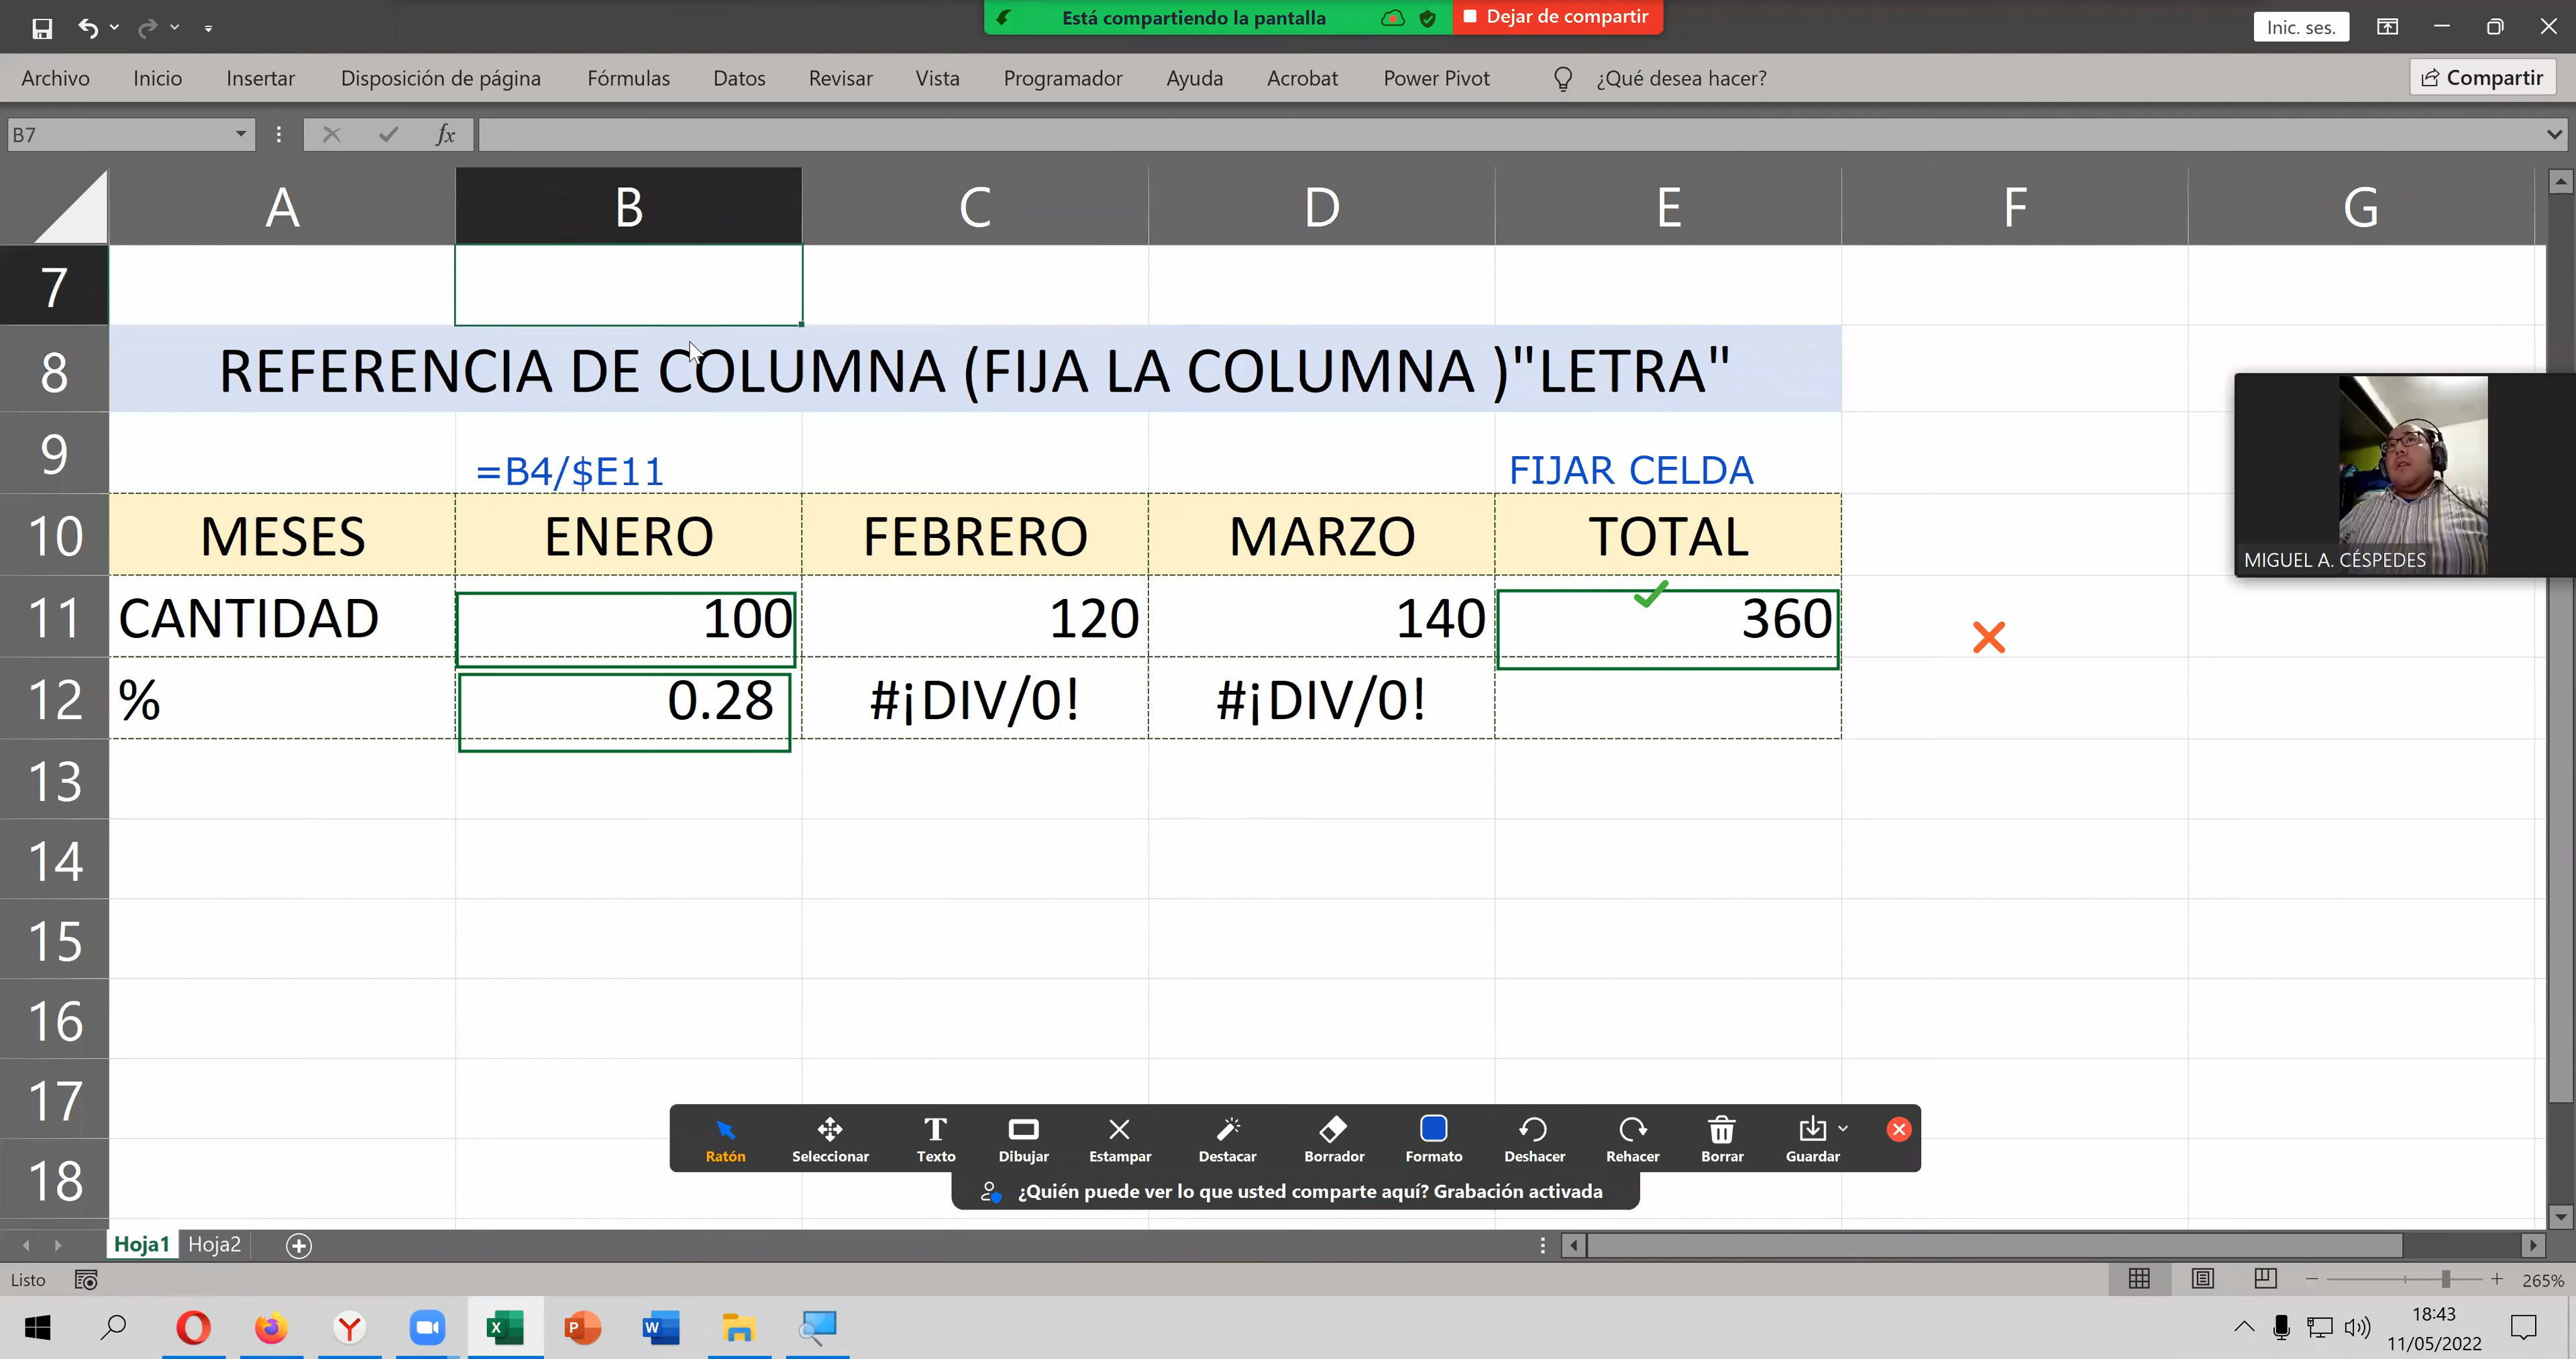 Está compartiendo la pantalla
Dejar de compartir
Inic. ses.
Archivo Inicio Insertar Disposición de página Fórmulas Datos Revisar Vista Programador Ayuda Acrobat Power Pivot ¿Qué desea hacer? Compartir
B7 fx
A B C D E F G
7
8 REFERENCIA DE COLUMNA (FIJA LA COLUMNA )"LETRA"
9 =B4/$E11 FIJAR CELDA
10 MESES ENERO FEBRERO MARZO TOTAL
11 CANTIDAD 100 120 140 360
12 % 0.28 #¡DIV/0! #¡DIV/0!
13
14
15
16
17
18
MIGUEL A. CÉSPEDES
Ratón Seleccionar Texto Dibujar Estampar Destacar Borrador Formato Deshacer Rehacer Borrar Guardar
¿Quién puede ver lo que usted comparte aquí? Grabación activada
Hoja1 Hoja2
Listo 265%
18:43
11/05/2022